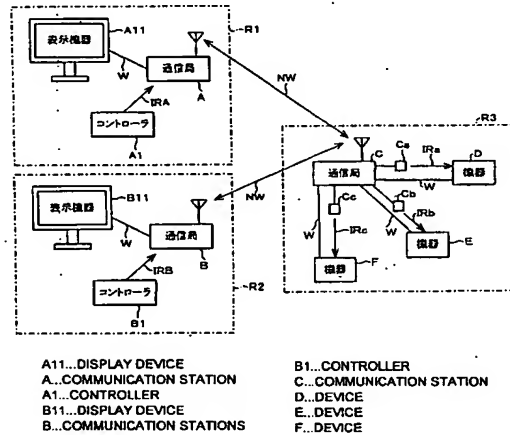 A11
R1
表示機器
W
通信局
IRA
A
コントローラ
A1
NW
R3
通信局
C
Ca
IRa
機器
D
W
Cc
Cb
IRb
W
W
IRc
機器
E
機器
F
B11
表示機器
NW
W
通信局
IRB
B
コントローラ
B1
R2
A11...DISPLAY DEVICE
A...COMMUNICATION STATION
A1...CONTROLLER
B11...DISPLAY DEVICE
B...COMMUNICATION STATIONS
B1...CONTROLLER
C...COMMUNICATION STATION
D...DEVICE
E...DEVICE
F...DEVICE